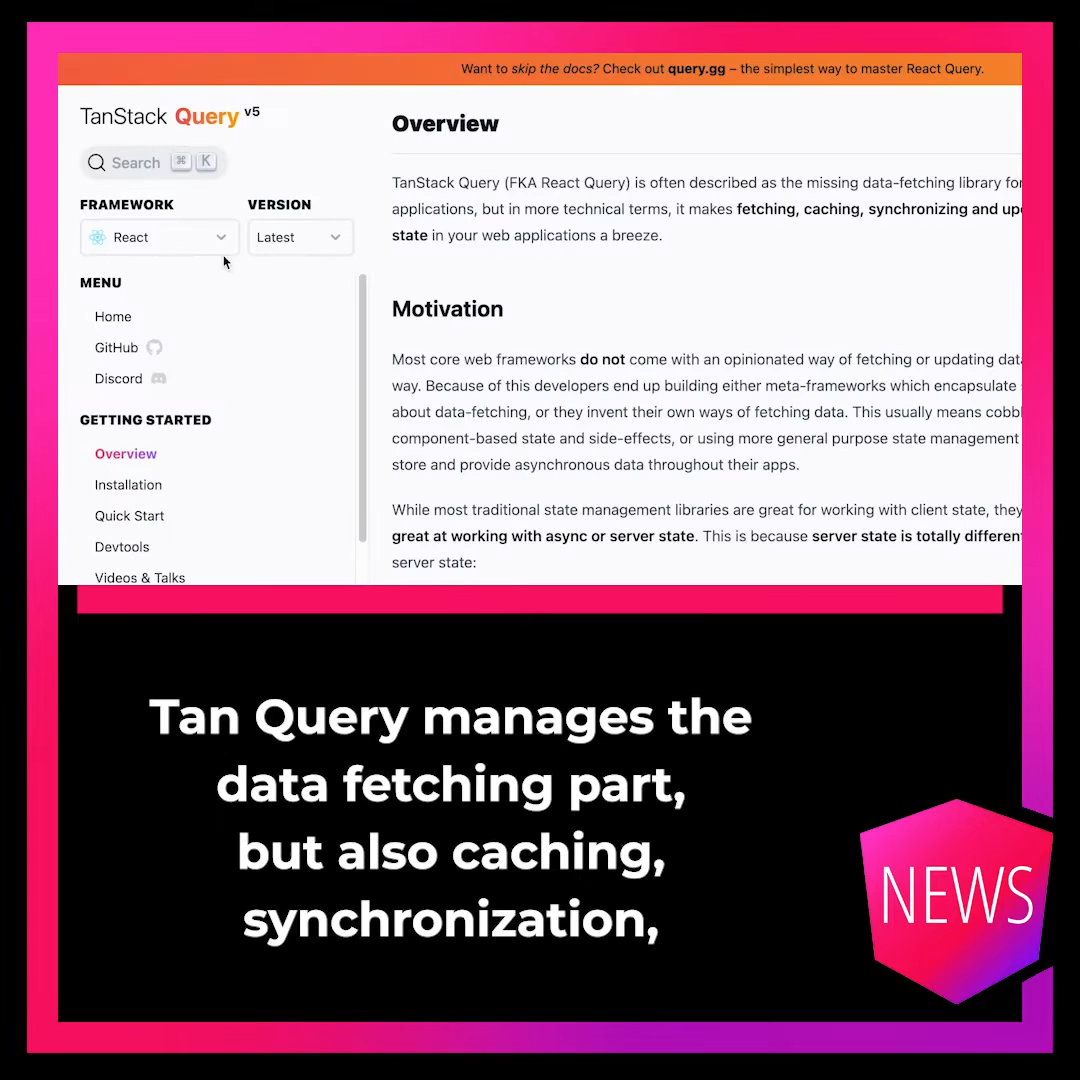 Want to skip the docs? Check out query.gg – the simplest way to master React Query.
TanStack Query v5
Search ⌘ K
FRAMEWORK VERSION
React Latest
MENU
Home
GitHub
Discord
GETTING STARTED
Overview
Installation
Quick Start
Devtools
Videos & Talks
Overview
TanStack Query (FKA React Query) is often described as the missing data-fetching library for
applications, but in more technical terms, it makes fetching, caching, synchronizing and
state in your web applications a breeze.
Motivation
Most core web frameworks do not come with an opinionated way of fetching or updating
way. Because of this developers end up building either meta-frameworks which encapsulate
about data-fetching, or they invent their own ways of fetching data. This usually means
component-based state and side-effects, or using more general purpose state management
store and provide asynchronous data throughout their apps.
While most traditional state management libraries are great for working with client state, they
great at working with async or server state. This is because server state is totally
server state:
Tan Query manages the
data fetching part,
but also caching,
synchronization,
NEWS